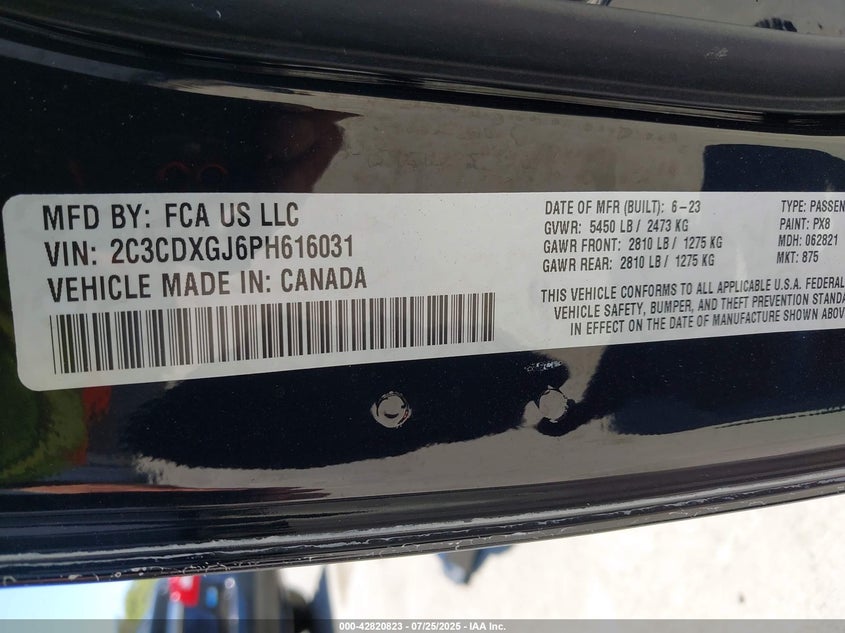 MFD BY: FCA US LLC
VIN: 2C3CDXGJ6PH616031
VEHICLE MADE IN: CANADA
DATE OF MFR (BUILT): 6-23
GVWR: 5450 LB / 2473 KG
GAWR FRONT: 2810 LB / 1275 KG
GAWR REAR: 2810 LB / 1275 KG
TYPE: PASSEN
PAINT: PX8
MDH: 062821
MKT: 875
THIS VEHICLE CONFORMS TO ALL APPLICABLE U.S.A. FEDERAL
VEHICLE SAFETY, BUMPER, AND THEFT PREVENTION STANDA
IN EFFECT ON THE DATE OF MANUFACTURE SHOWN ABOV
000-42820823 - 07/25/2025 - IAA Inc.